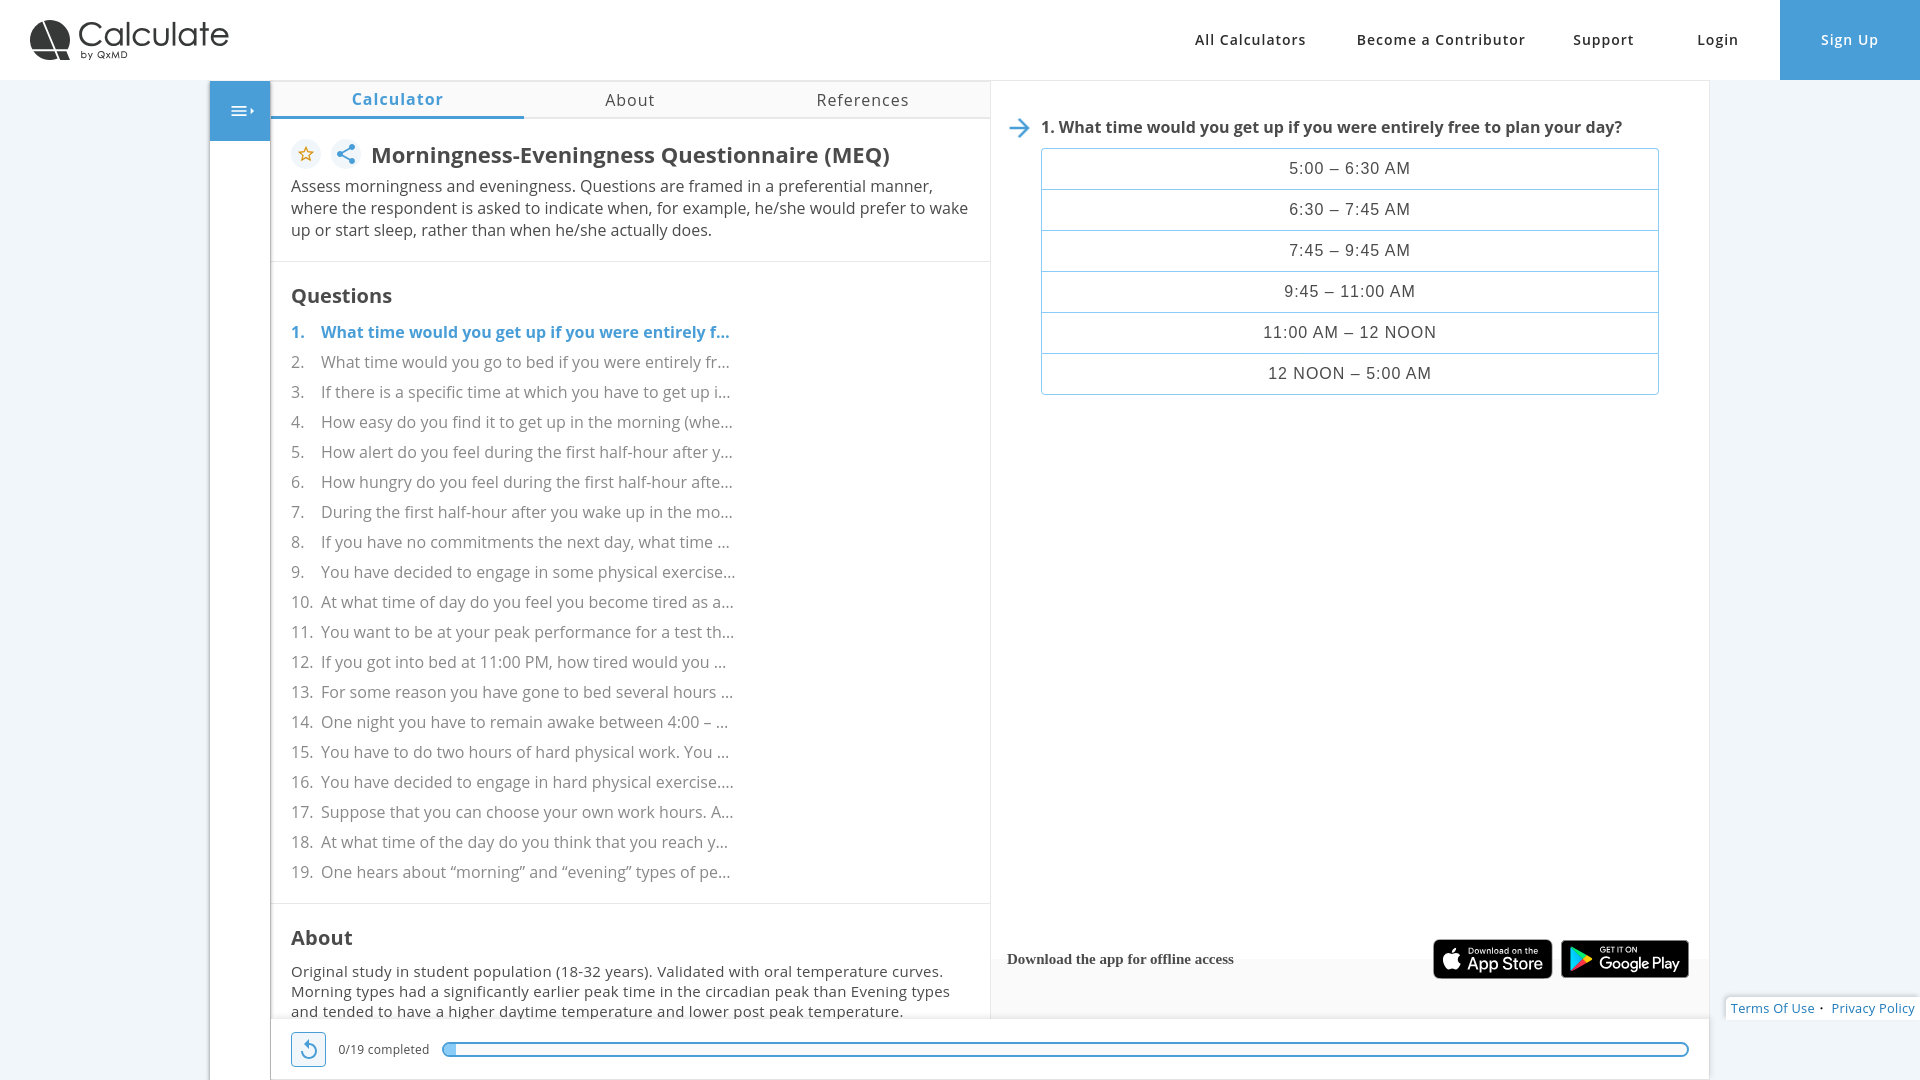 Calculate
by QxMD
All Calculators
Become a Contributor
Support
Login
Sign Up
Calculator
About
References
Morningness-Eveningness Questionnaire (MEQ)
Assess morningness and eveningness. Questions are framed in a preferential manner,
where the respondent is asked to indicate when, for example, he/she would prefer to wake
up or start sleep, rather than when he/she actually does.
Questions
1. What time would you get up if you were entirely f...
2. What time would you go to bed if you were entirely fr...
3. If there is a specific time at which you have to get up i...
4. How easy do you find it to get up in the morning (whe...
5. How alert do you feel during the first half-hour after y...
6. How hungry do you feel during the first half-hour afte...
7. During the first half-hour after you wake up in the mo...
8. If you have no commitments the next day, what time ...
9. You have decided to engage in some physical exercise...
10. At what time of day do you feel you become tired as a...
11. You want to be at your peak performance for a test th...
12. If you got into bed at 11:00 PM, how tired would you ...
13. For some reason you have gone to bed several hours ...
14. One night you have to remain awake between 4:00 – ...
15. You have to do two hours of hard physical work. You ...
16. You have decided to engage in hard physical exercise....
17. Suppose that you can choose your own work hours. A...
18. At what time of the day do you think that you reach y...
19. One hears about “morning” and “evening” types of pe...
About
Original study in student population (18-32 years). Validated with oral temperature curves.
Morning types had a significantly earlier peak time in the circadian peak than Evening types
and tended to have a higher daytime temperature and lower post peak temperature.
1. What time would you get up if you were entirely free to plan your day?
5:00 – 6:30 AM
6:30 – 7:45 AM
7:45 – 9:45 AM
9:45 – 11:00 AM
11:00 AM – 12 NOON
12 NOON – 5:00 AM
Download the app for offline access
Download on the
App Store
GET IT ON
Google Play
Terms Of Use · Privacy Policy
0/19 completed